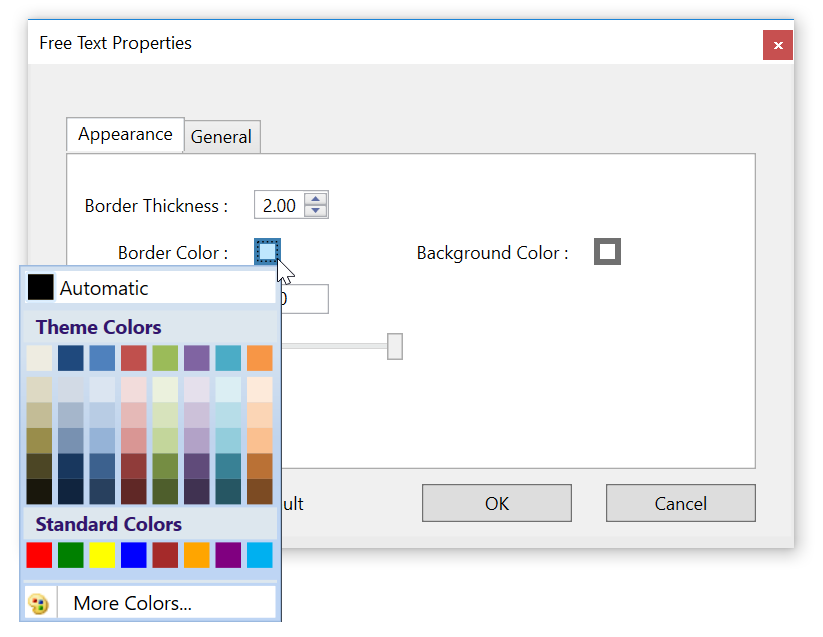 Free Text Properties
Appearance
General
Border Thickness :
2.00
Border Color :
Background Color :
Automatic
0
Theme Colors
Standard Colors
ult
OK
Cancel
More Colors...